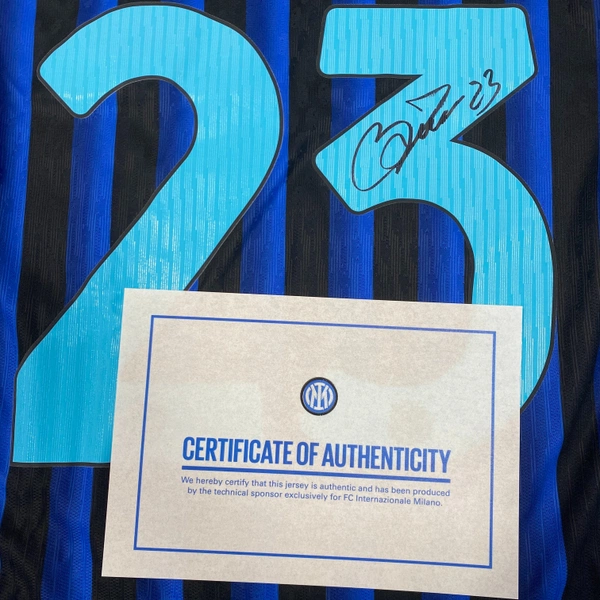 23
23
CERTIFICATE OF AUTHENTICITY
We hereby certify that this jersey is authentic and has been produced
by the technical sponsor exclusively for FC Internazionale Milano.